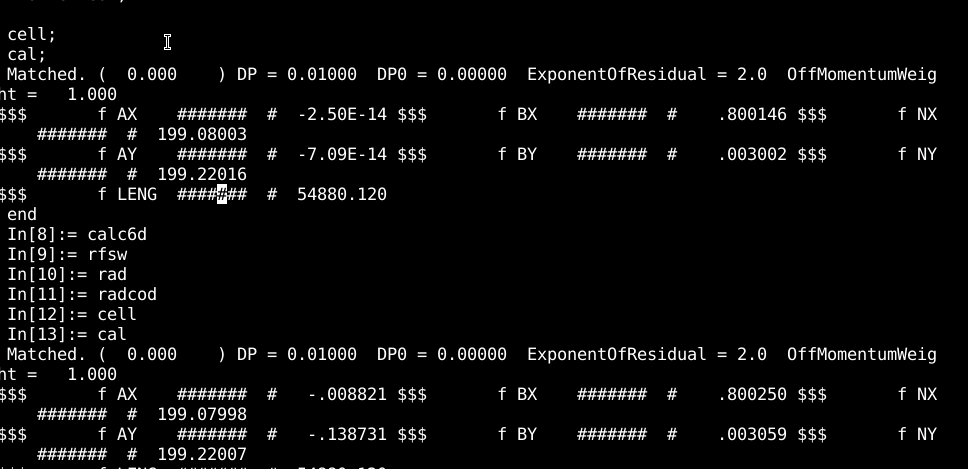 cell;
cal;
Matched. (  0.000    ) DP = 0.01000  DP0 = 0.00000  ExponentOfResidual = 2.0  OffMomentumWeig
ht =   1.000
$$$       f AX    #######  #  -2.50E-14 $$$       f BX    #######  #    .800146 $$$       f NX
    #######  #  199.08003
$$$       f AY    #######  #  -7.09E-14 $$$       f BY    #######  #    .003002 $$$       f NY
    #######  #  199.22016
$$$       f LENG  #######  #  54880.120
end
In[8]:= calc6d
In[9]:= rfsw
In[10]:= rad
In[11]:= radcod
In[12]:= cell
In[13]:= cal
Matched. (  0.000    ) DP = 0.01000  DP0 = 0.00000  ExponentOfResidual = 2.0  OffMomentumWeig
ht =   1.000
$$$       f AX    #######  #   -.008821 $$$       f BX    #######  #    .800250 $$$       f NX
    #######  #  199.07998
$$$       f AY    #######  #   -.138731 $$$       f BY    #######  #    .003059 $$$       f NY
    #######  #  199.22007